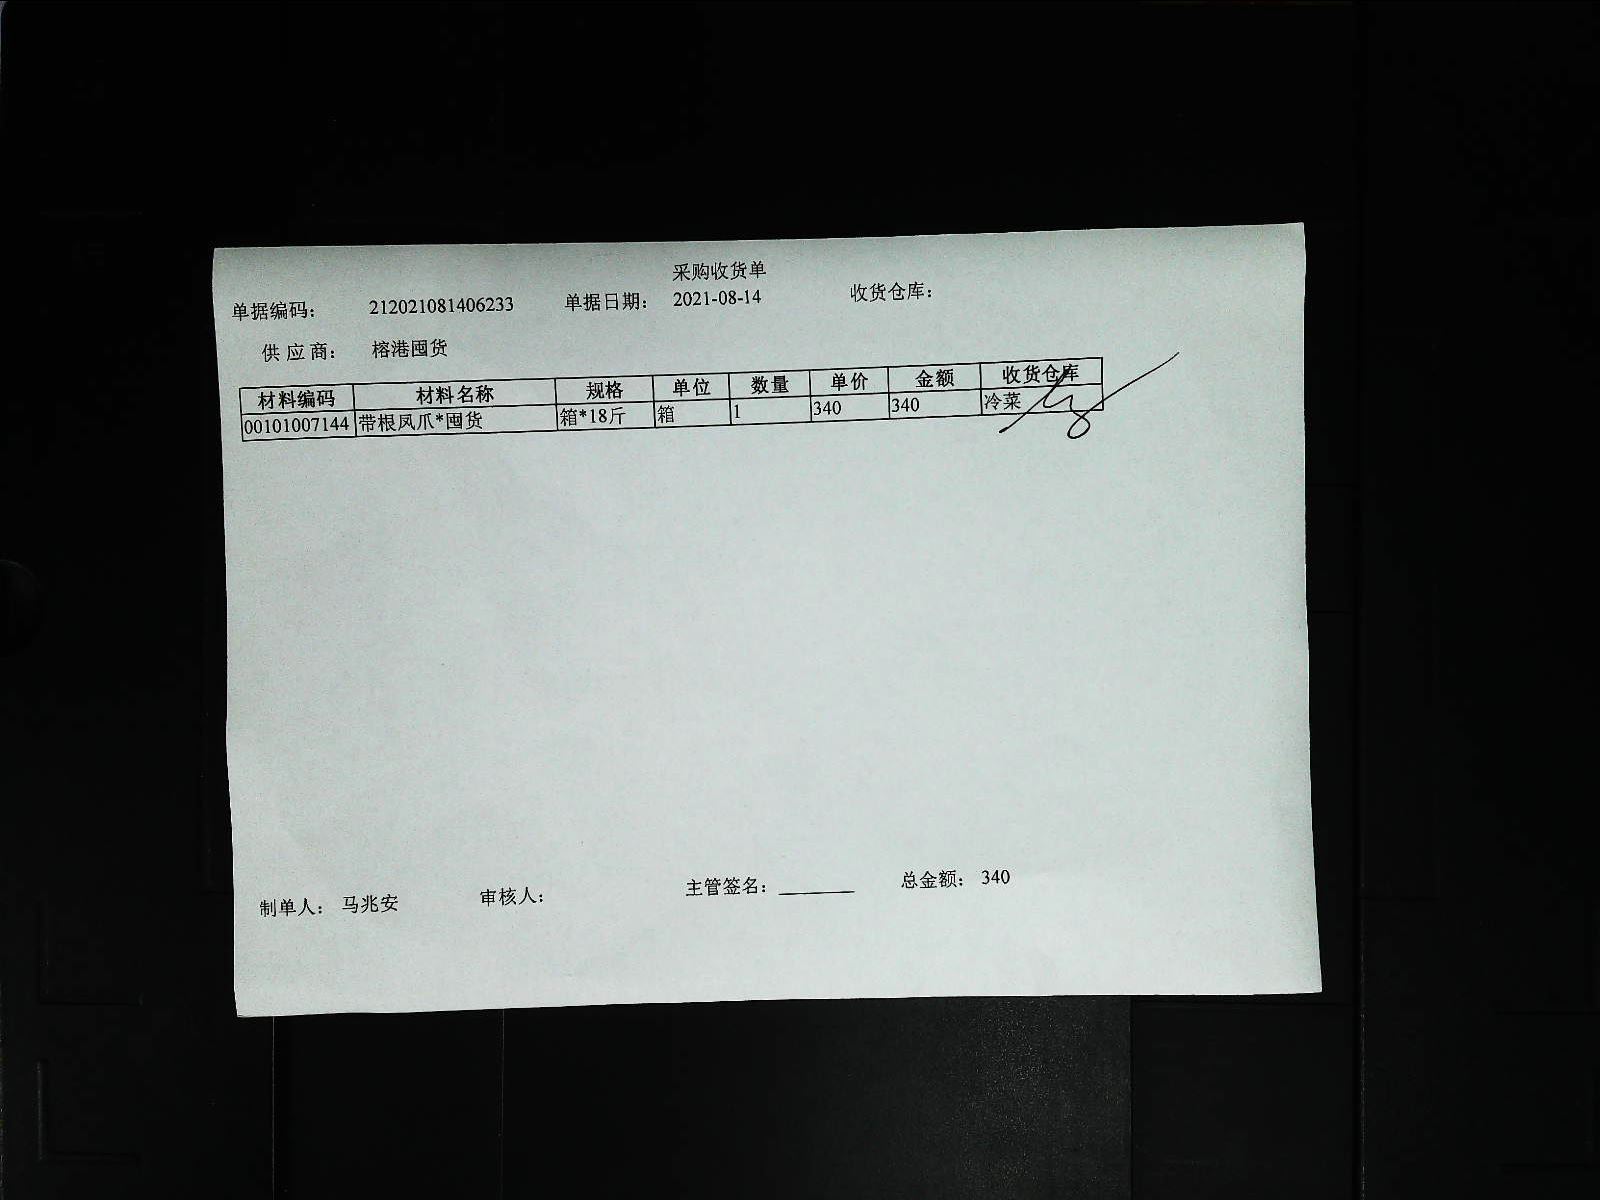 采购收货单
单据编码： 212021081406233 单据日期： 2021-08-14 收货仓库：
供 应 商： 榕港囤货
材料编码 材料名称 规格 单位 数量 单价 金额 收货仓库
00101007144 带根凤爪*囤货 箱*18斤 箱 1 340 340 冷菜
制单人： 马兆安 审核人： 主管签名： 总金额： 340